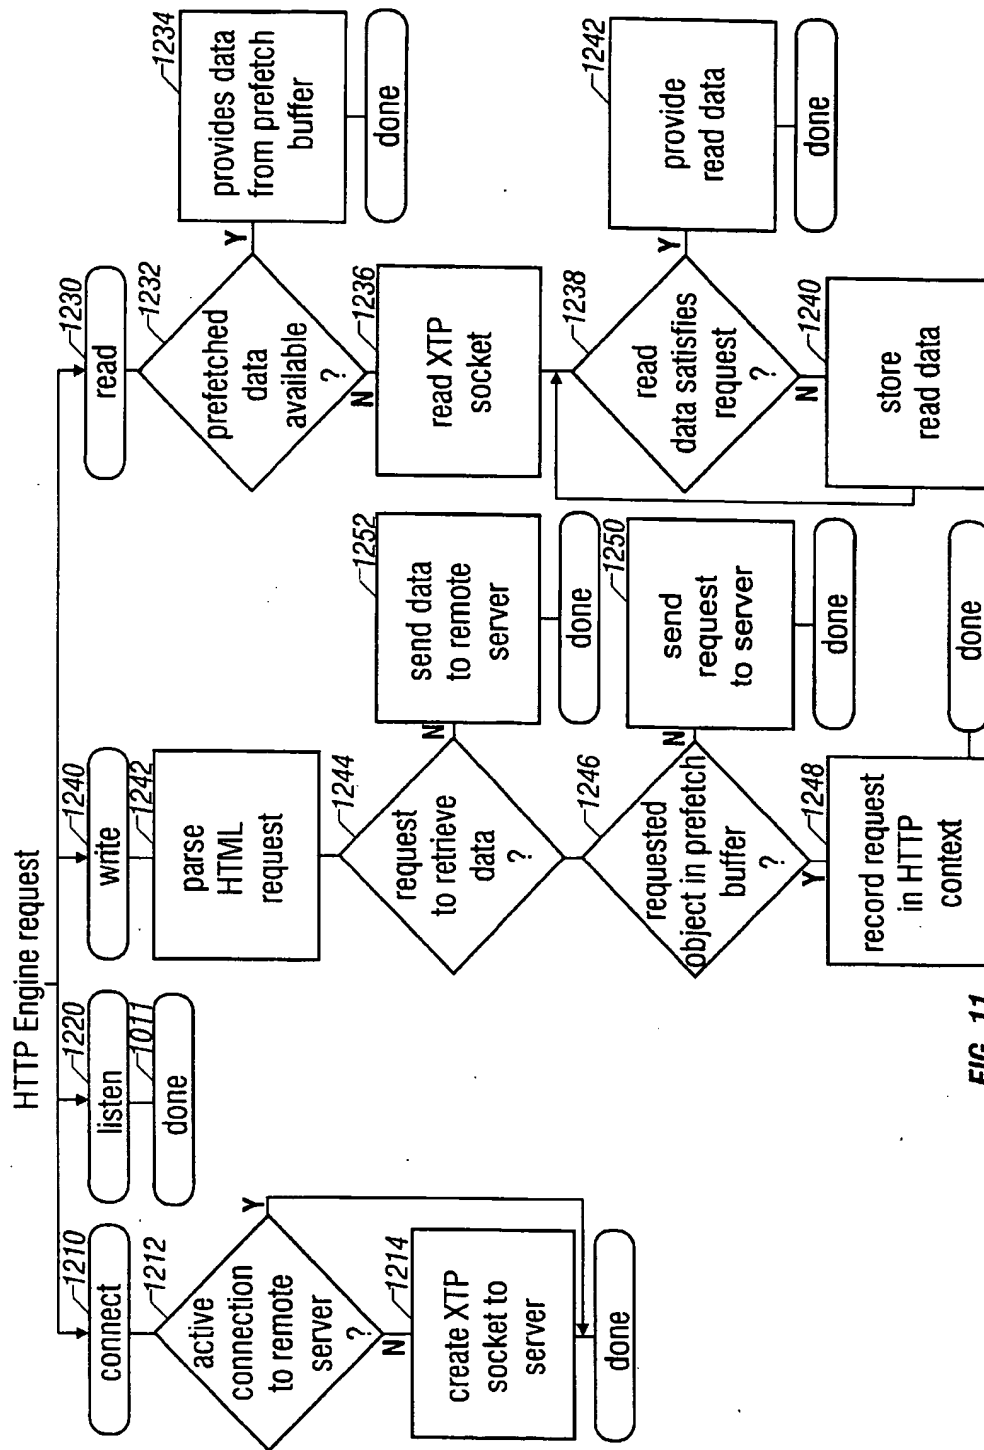 HTTP Engine request
1210
connect
1212
active
connection
to remote
server
?
Y
N
1214
create XTP
socket to
server
done
1220
listen
1011
done
1240
write
1242
parse
HTML
request
1244
request
to retrieve
data
?
N
1252
send data
to remote
server
done
1246
requested
object in prefetch
buffer
?
N
1250
send
request
to server
done
Y
1248
record request
in HTTP
context
done
1230
read
1232
prefetched
data
available
?
Y
1234
provides data
from prefetch
buffer
done
N
1236
read XTP
socket
1238
read
data satisfies
request
?
Y
1242
provide
read data
done
N
1240
store
read data
FIG. 11